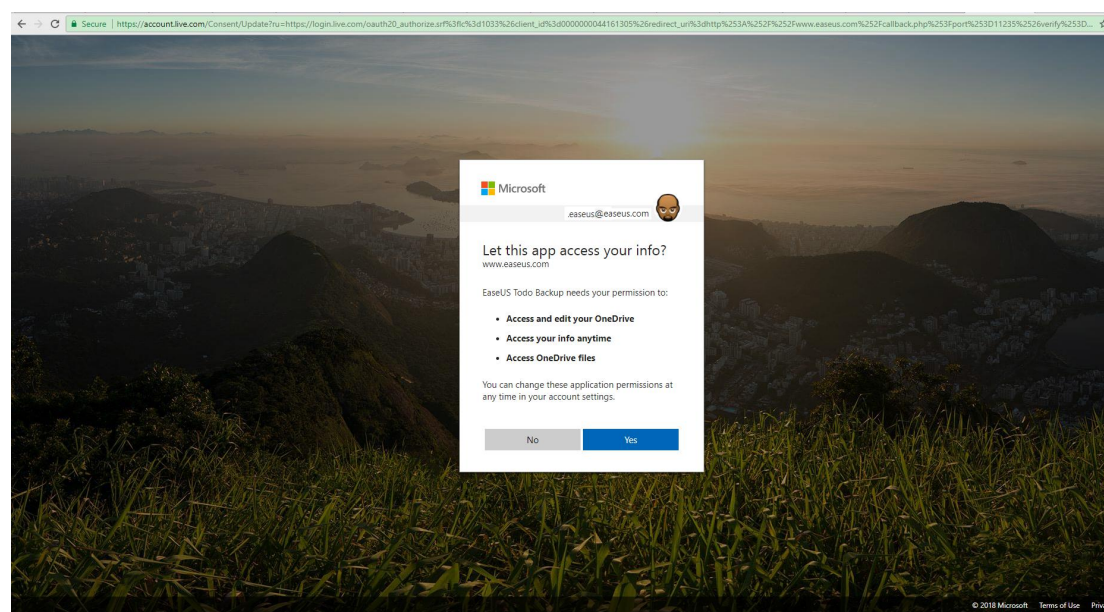 Secure | https://account.live.com/Consent/Update?ru=https://login.live.com/oauth20_authorize.srf%3flc%3d1033%26client_id%3d0000000044161305%26redirect_uri%3dhttp%253A%252F%252Fwww.easeus.com%252Fcallback.php%253Fport%253D11235%2526verify%253D...
Microsoft
.easeus@easeus.com
Let this app access your info?
www.easeus.com
EaseUS Todo Backup needs your permission to:
• Access and edit your OneDrive
• Access your info anytime
• Access OneDrive files
You can change these application permissions at
any time in your account settings.
No Yes
© 2018 Microsoft Terms of Use Priv